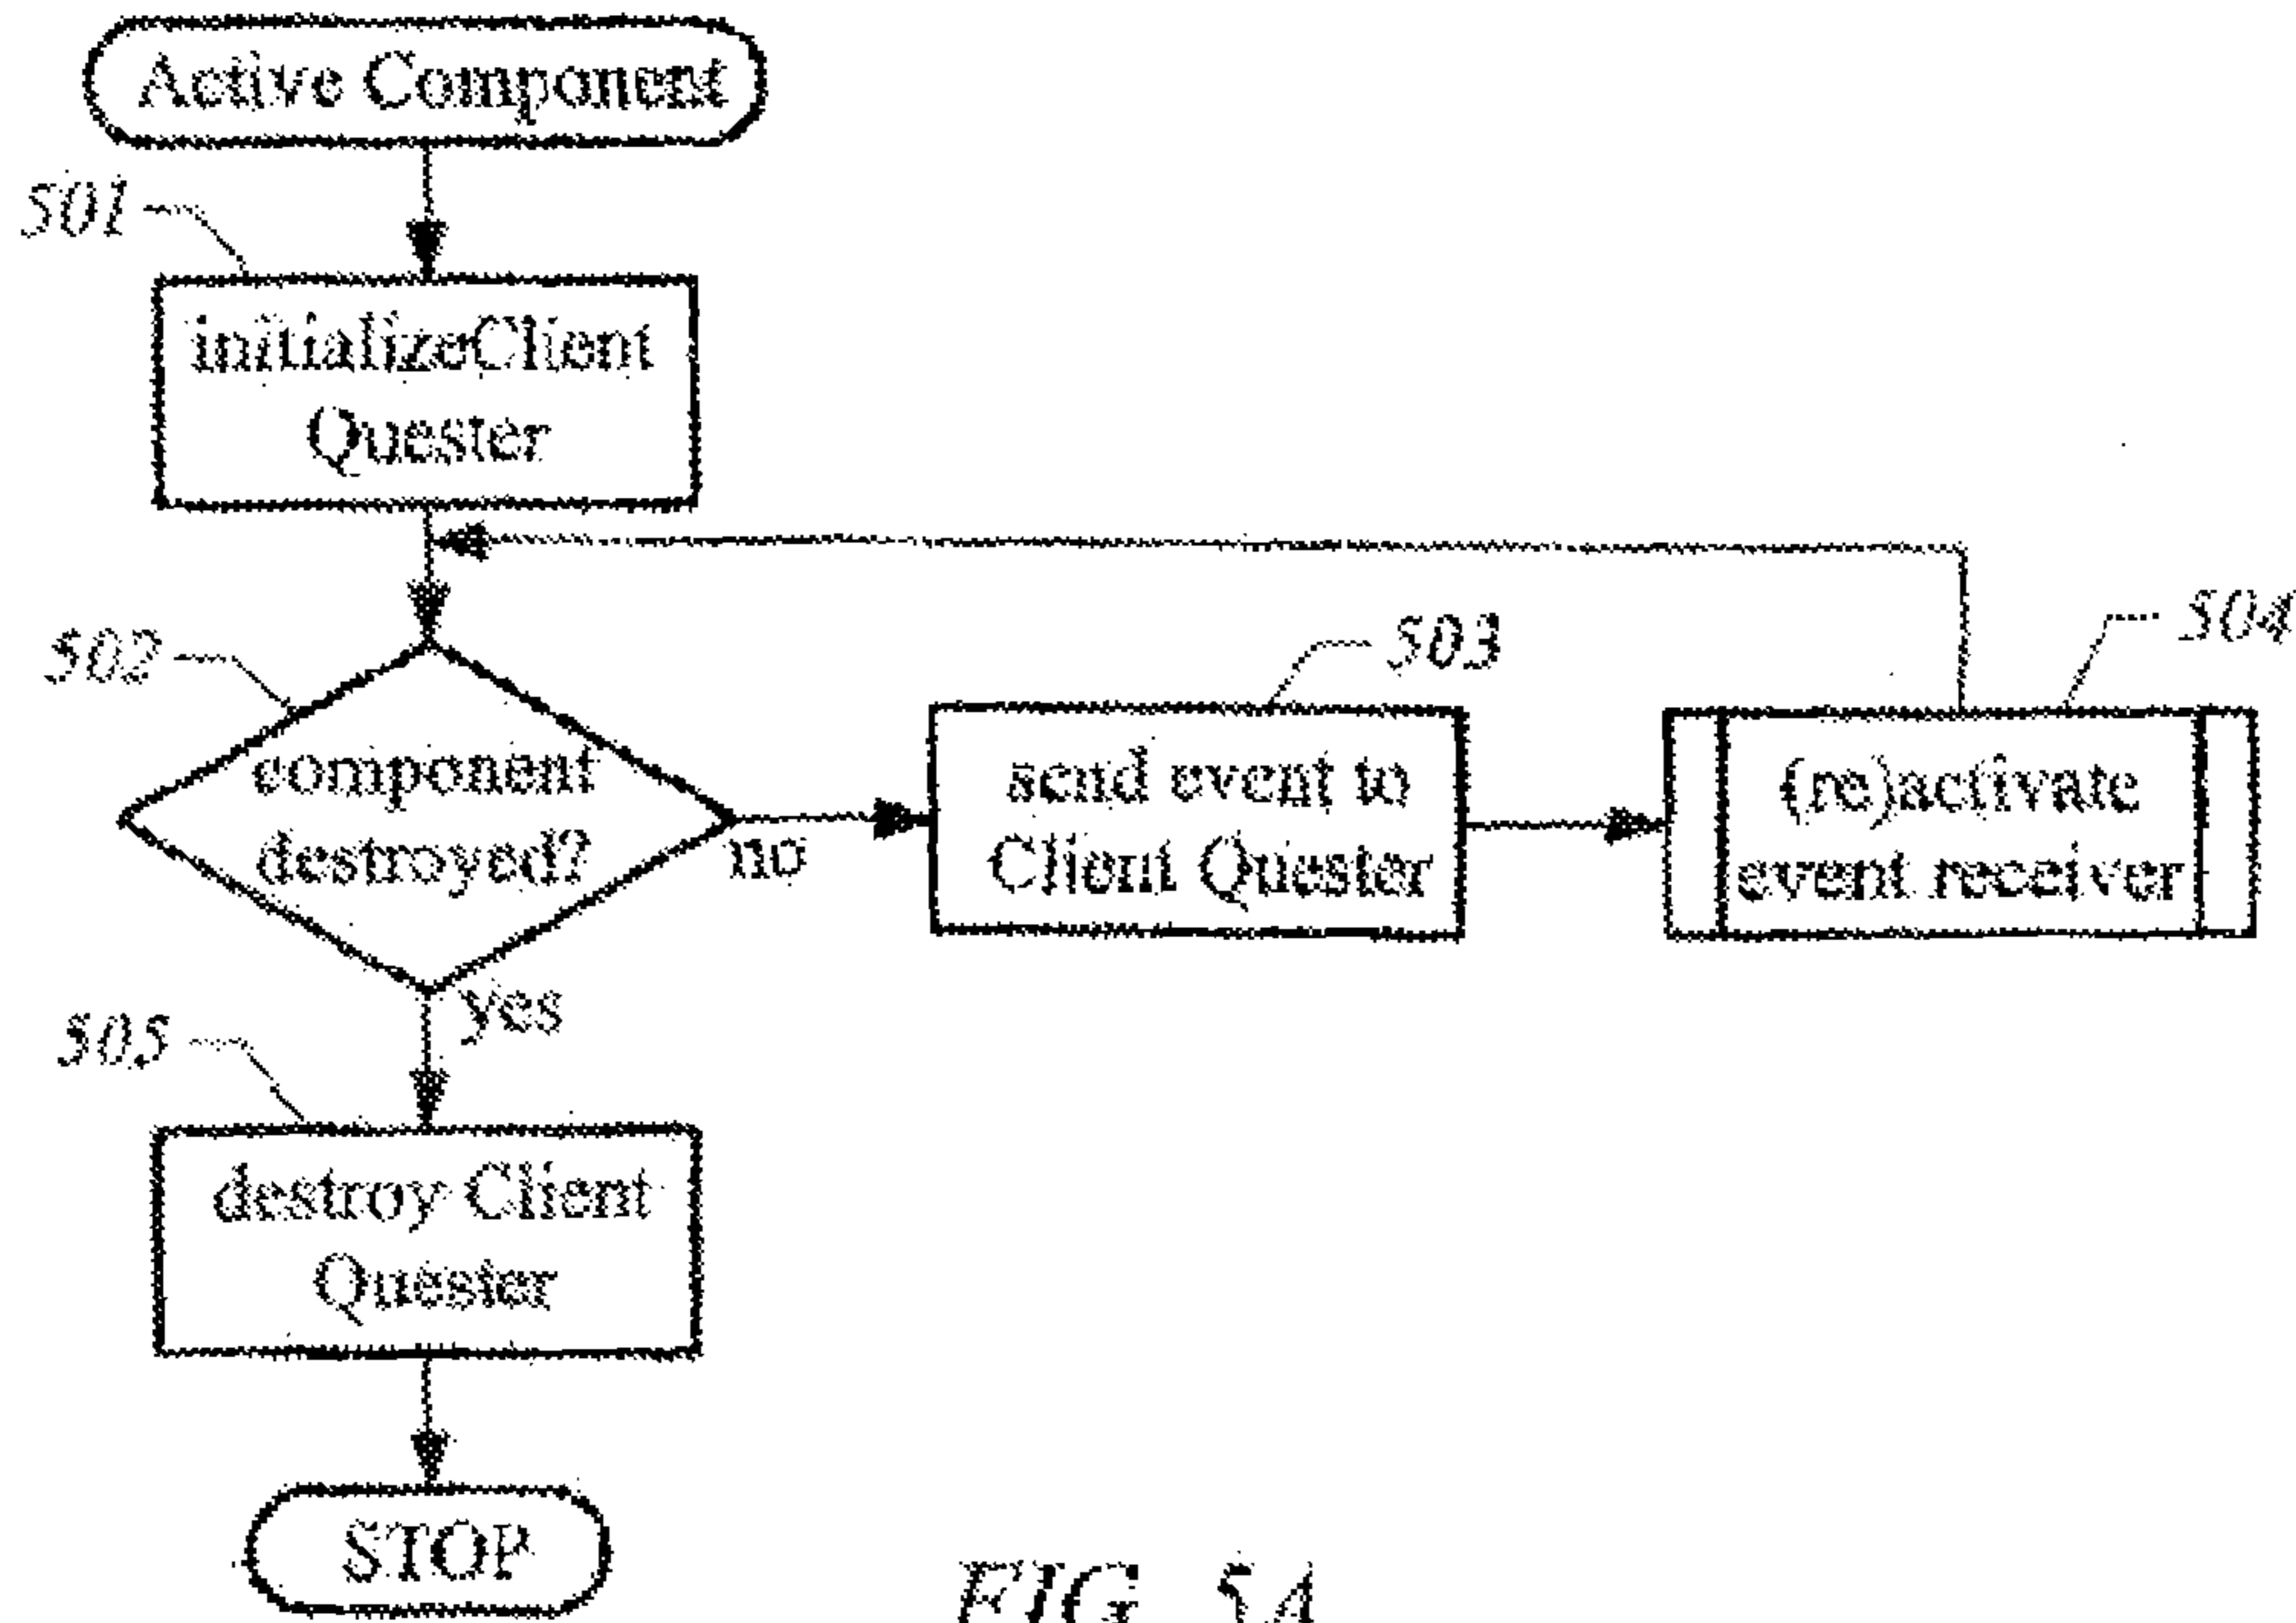 Active Component
501
initializeClient
Quester
502
component
destroyed?
no
503
send event to
Client Quester
504
(re)activate
event receiver
yes
505
destroy Client
Quester
STOP
FIG. 5A